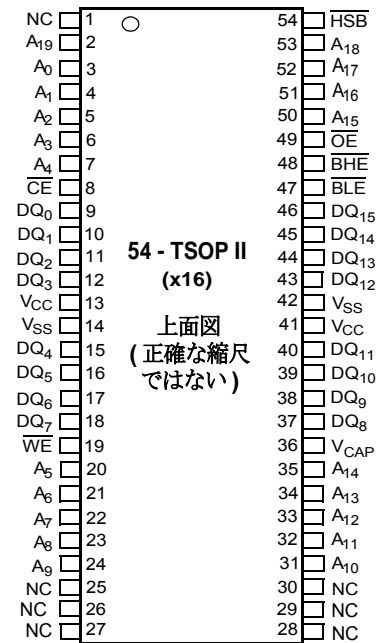 NC 1
A19 2
A0 3
A1 4
A2 5
A3 6
A4 7
CE 8
DQ0 9
DQ1 10
DQ2 11
DQ3 12
VCC 13
VSS 14
DQ4 15
DQ5 16
DQ6 17
DQ7 18
WE 19
A5 20
A6 21
A7 22
A8 23
A9 24
NC 25
NC 26
NC 27
54 - TSOP II
(x16)
上面図
(正確な縮尺
ではない)
54 HSB
53 A18
52 A17
51 A16
50 A15
49 OE
48 BHE
47 BLE
46 DQ15
45 DQ14
44 DQ13
43 DQ12
42 VSS
41 VCC
40 DQ11
39 DQ10
38 DQ9
37 DQ8
36 VCAP
35 A14
34 A13
33 A12
32 A11
31 A10
30 NC
29 NC
28 NC